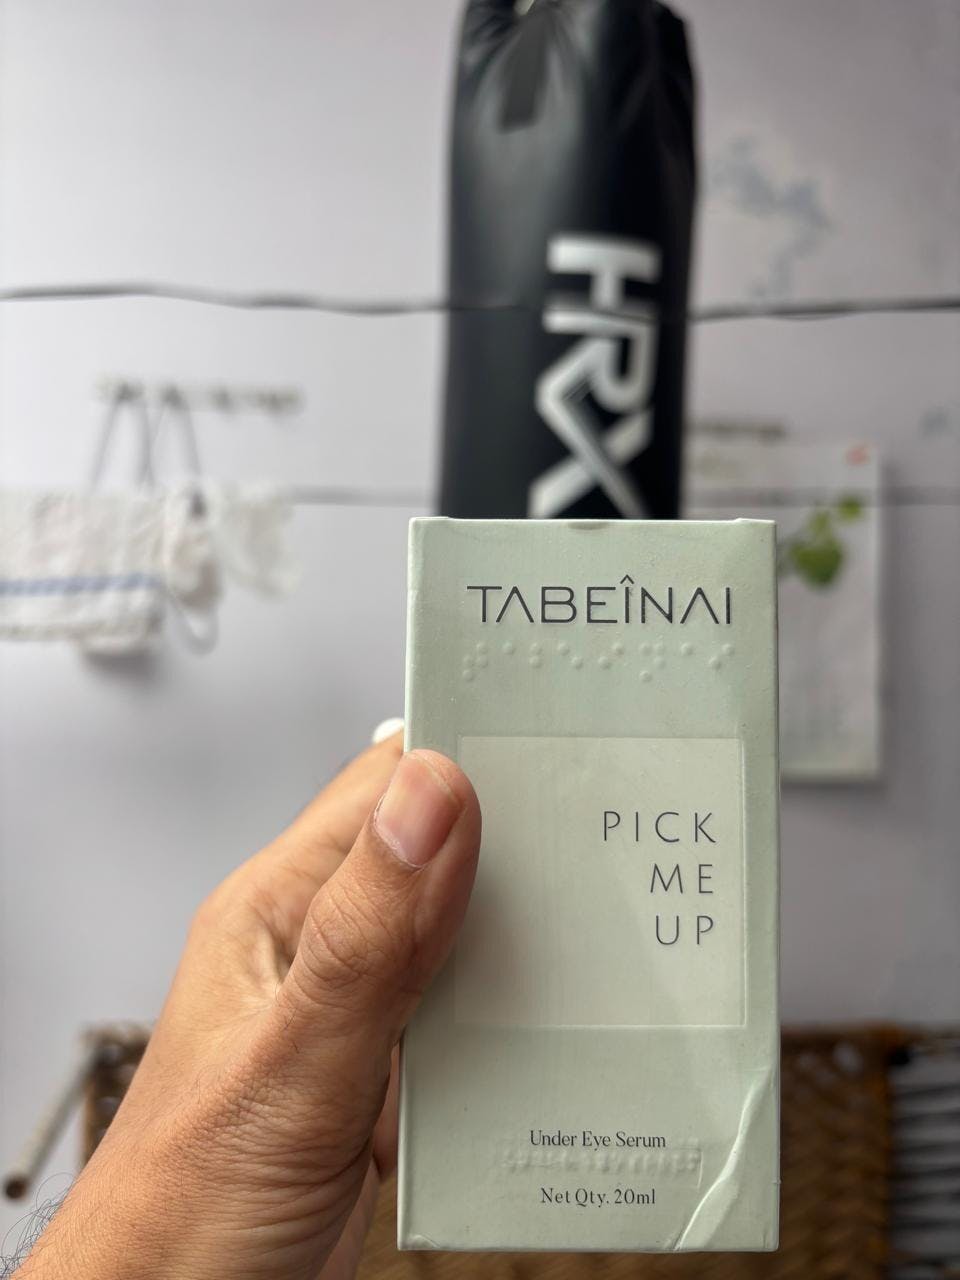 HRX
TABEÎNAI
PICK
ME
UP
Under Eye Serum
Net Qty. 20ml